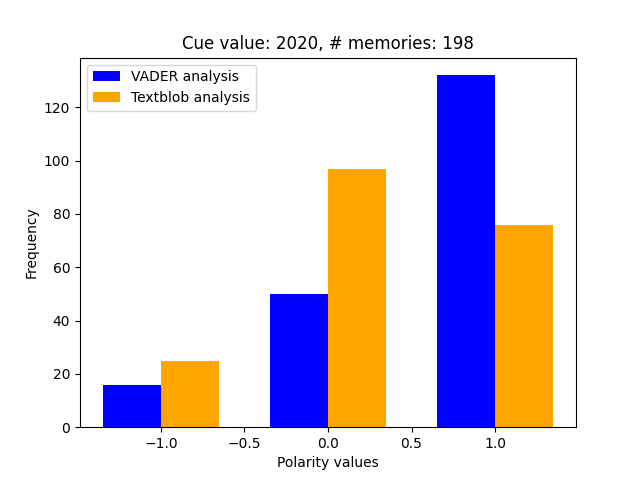 Cue value: 2020, # memories: 198
VADER analysis
Textblob analysis
120
100
80
60
40
20
0
Frequency
−1.0 −0.5 0.0 0.5 1.0
Polarity values